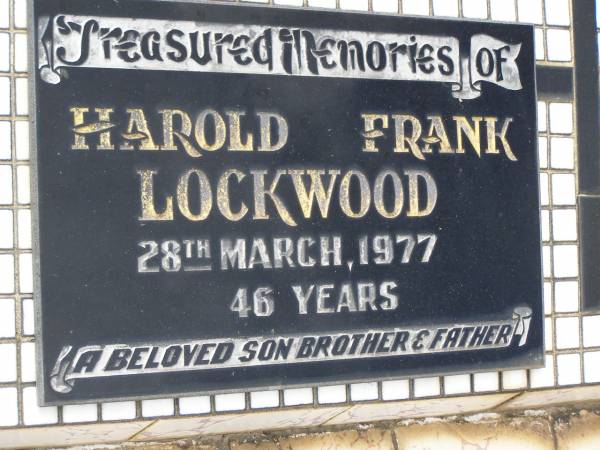 Treasured Memories OF
HAROLD FRANK
LOCKWOOD
28TH MARCH, 1977
46 YEARS
A BELOVED SON BROTHER & FATHER